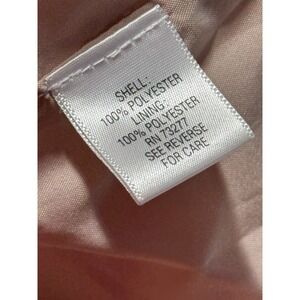 SHELL:
100% POLYESTER
LINING:
100% POLYESTER
RN 73277
SEE REVERSE
FOR CARE